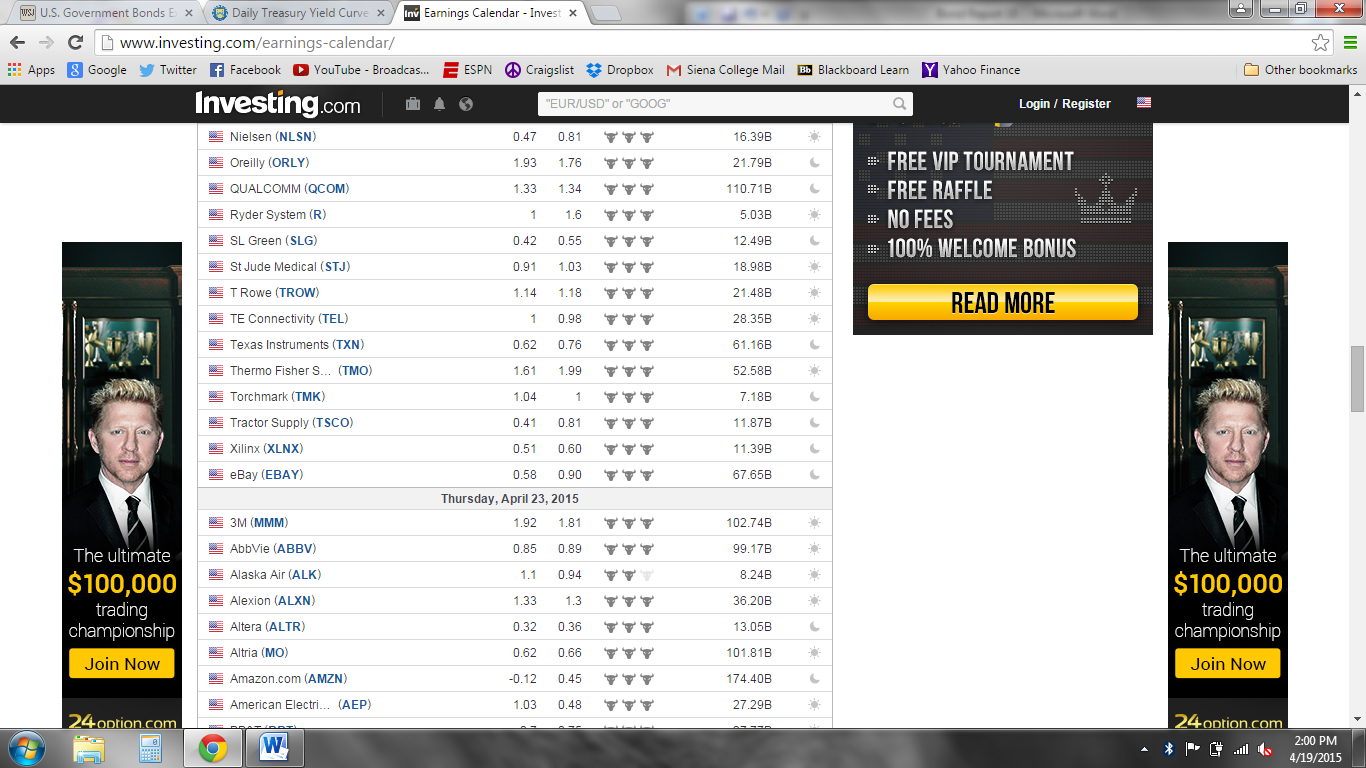 U.S. Government Bonds E
Daily Treasury Yield Curve
Inv Earnings Calendar - Invest
www.investing.com/earnings-calendar/
Apps Google Twitter Facebook YouTube - Broadcas... ESPN Craigslist Dropbox Siena College Mail Bb Blackboard Learn Yahoo Finance Other bookmarks
Investing.com "EUR/USD" or "GOOG" Login / Register
Nielsen (NLSN) 0.47 0.81 16.39B
Oreilly (ORLY) 1.93 1.76 21.79B
QUALCOMM (QCOM) 1.33 1.34 110.71B
Ryder System (R) 1 1.6 5.03B
SL Green (SLG) 0.42 0.55 12.49B
St Jude Medical (STJ) 0.91 1.03 18.98B
T Rowe (TROW) 1.14 1.18 21.48B
TE Connectivity (TEL) 1 0.98 28.35B
Texas Instruments (TXN) 0.62 0.76 61.16B
Thermo Fisher S... (TMO) 1.61 1.99 52.58B
Torchmark (TMK) 1.04 1 7.18B
Tractor Supply (TSCO) 0.41 0.81 11.87B
Xilinx (XLNX) 0.51 0.60 11.39B
eBay (EBAY) 0.58 0.90 67.65B
Thursday, April 23, 2015
3M (MMM) 1.92 1.81 102.74B
AbbVie (ABBV) 0.85 0.89 99.17B
Alaska Air (ALK) 1.1 0.94 8.24B
Alexion (ALXN) 1.33 1.3 36.20B
Altera (ALTR) 0.32 0.36 13.05B
Altria (MO) 0.62 0.66 101.81B
Amazon.com (AMZN) -0.12 0.45 174.40B
American Electri... (AEP) 1.03 0.48 27.29B
FREE VIP TOURNAMENT
FREE RAFFLE
NO FEES
100% WELCOME BONUS
READ MORE
The ultimate
$100,000
trading
championship
Join Now
24option.com
The ultimate
$100,000
trading
championship
Join Now
24option.com
2:00 PM
4/19/2015